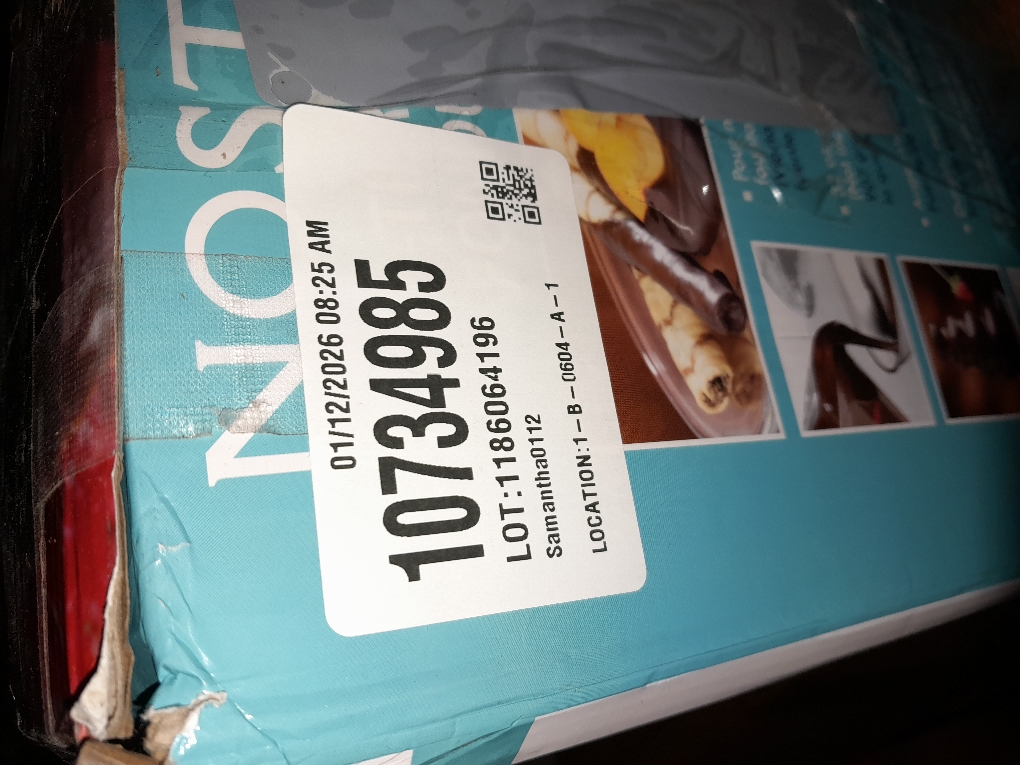 NOST
01/12/2026 08:25 AM
10734985
LOT:1186064196
Samantha0112
LOCATION:1-B-0604-A-1